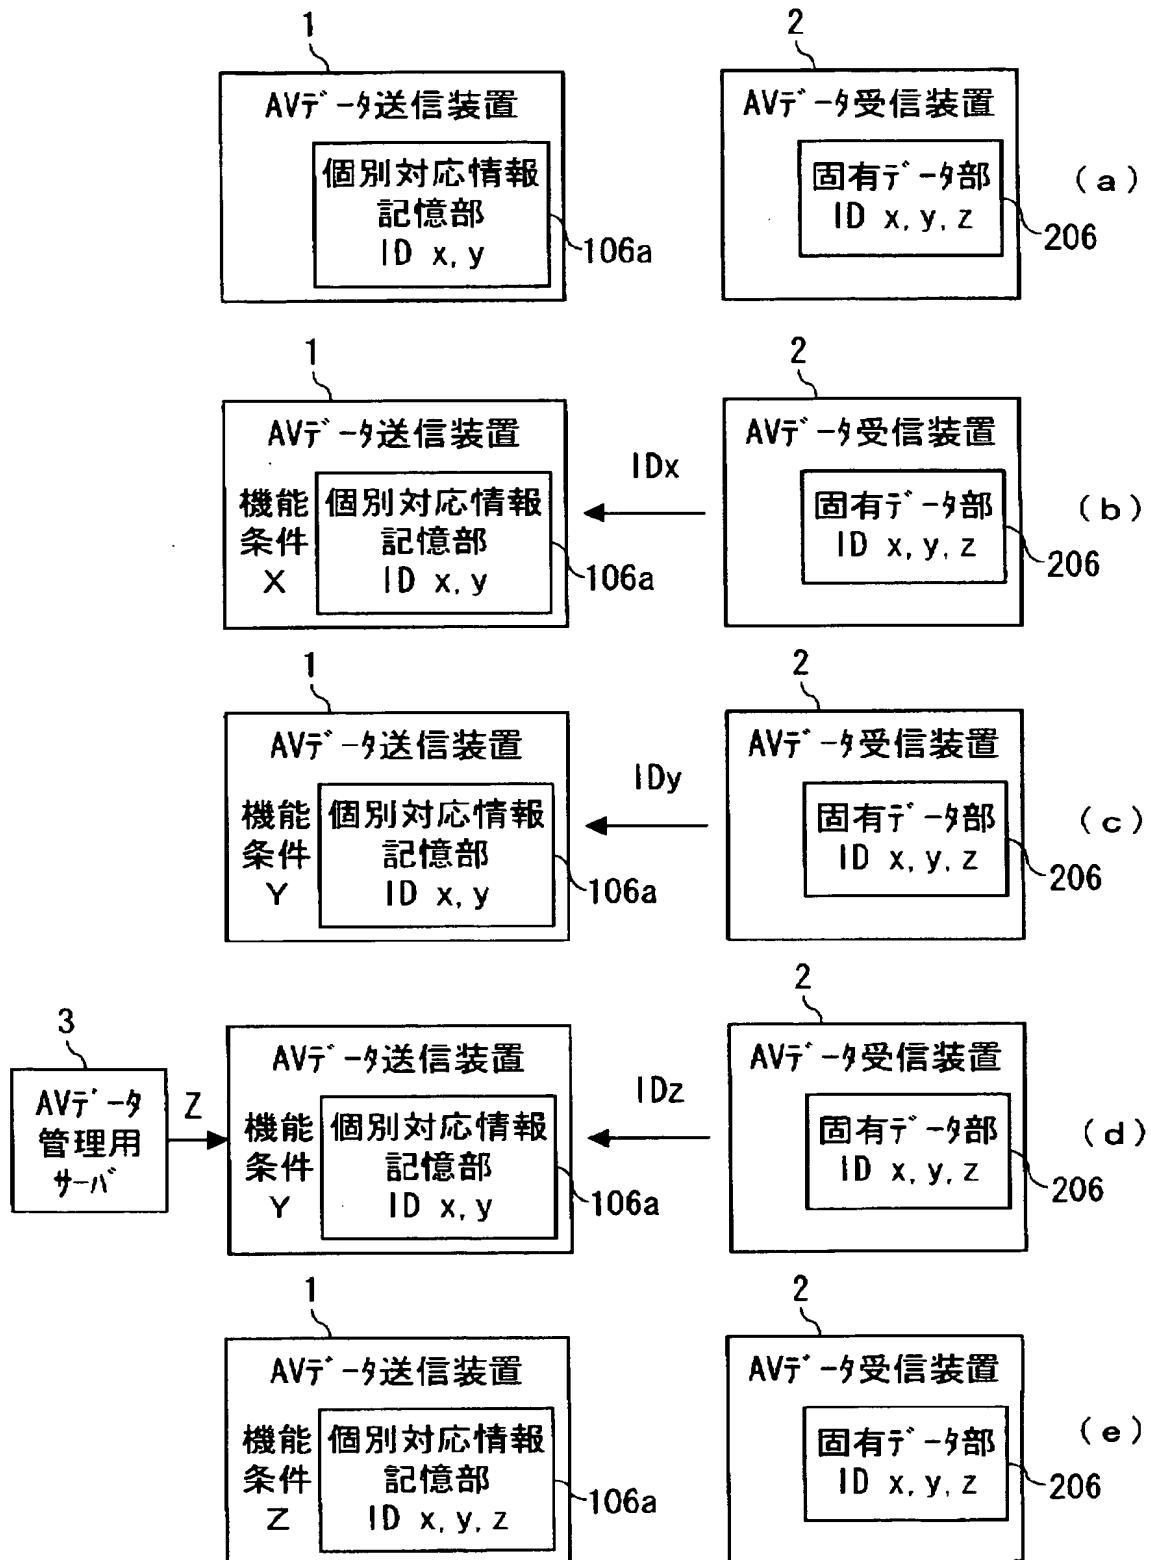 1
AVデータ送信装置
個別対応情報
記憶部
ID x, y
106a
2
AVデータ受信装置
固有データ部
ID x, y, z
206
(a)
1
AVデータ送信装置
機能
条件
X
個別対応情報
記憶部
ID x, y
106a
IDx
2
AVデータ受信装置
固有データ部
ID x, y, z
206
(b)
1
AVデータ送信装置
機能
条件
Y
個別対応情報
記憶部
ID x, y
106a
IDy
2
AVデータ受信装置
固有データ部
ID x, y, z
206
(c)
3
AVデータ
管理用
サーバ
Z
AVデータ送信装置
機能
条件
Y
個別対応情報
記憶部
ID x, y
106a
IDz
2
AVデータ受信装置
固有データ部
ID x, y, z
206
(d)
1
AVデータ送信装置
機能
条件
Z
個別対応情報
記憶部
ID x, y, z
106a
2
AVデータ受信装置
固有データ部
ID x, y, z
206
(e)